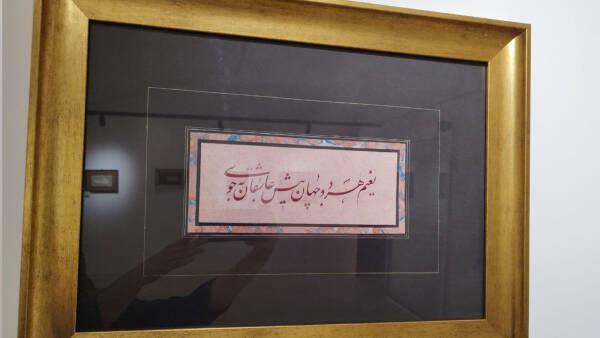 نعیم هر دو جهان پیش عاشقان بجوی